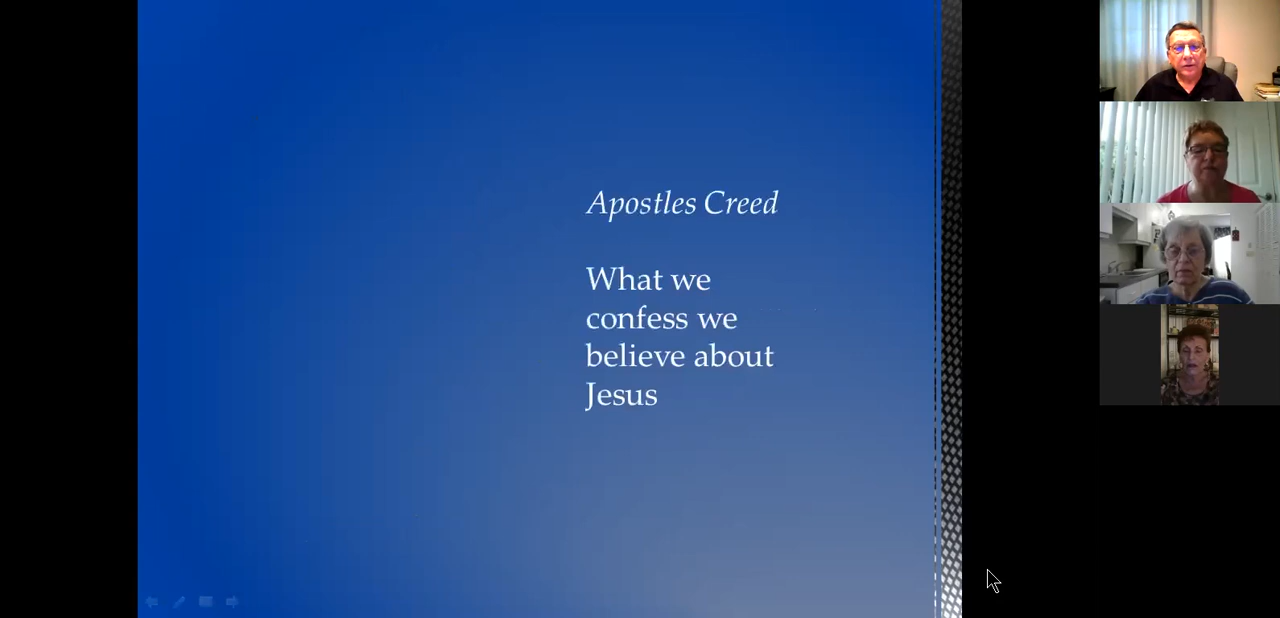 Apostles Creed
What we
confess we
believe about
Jesus